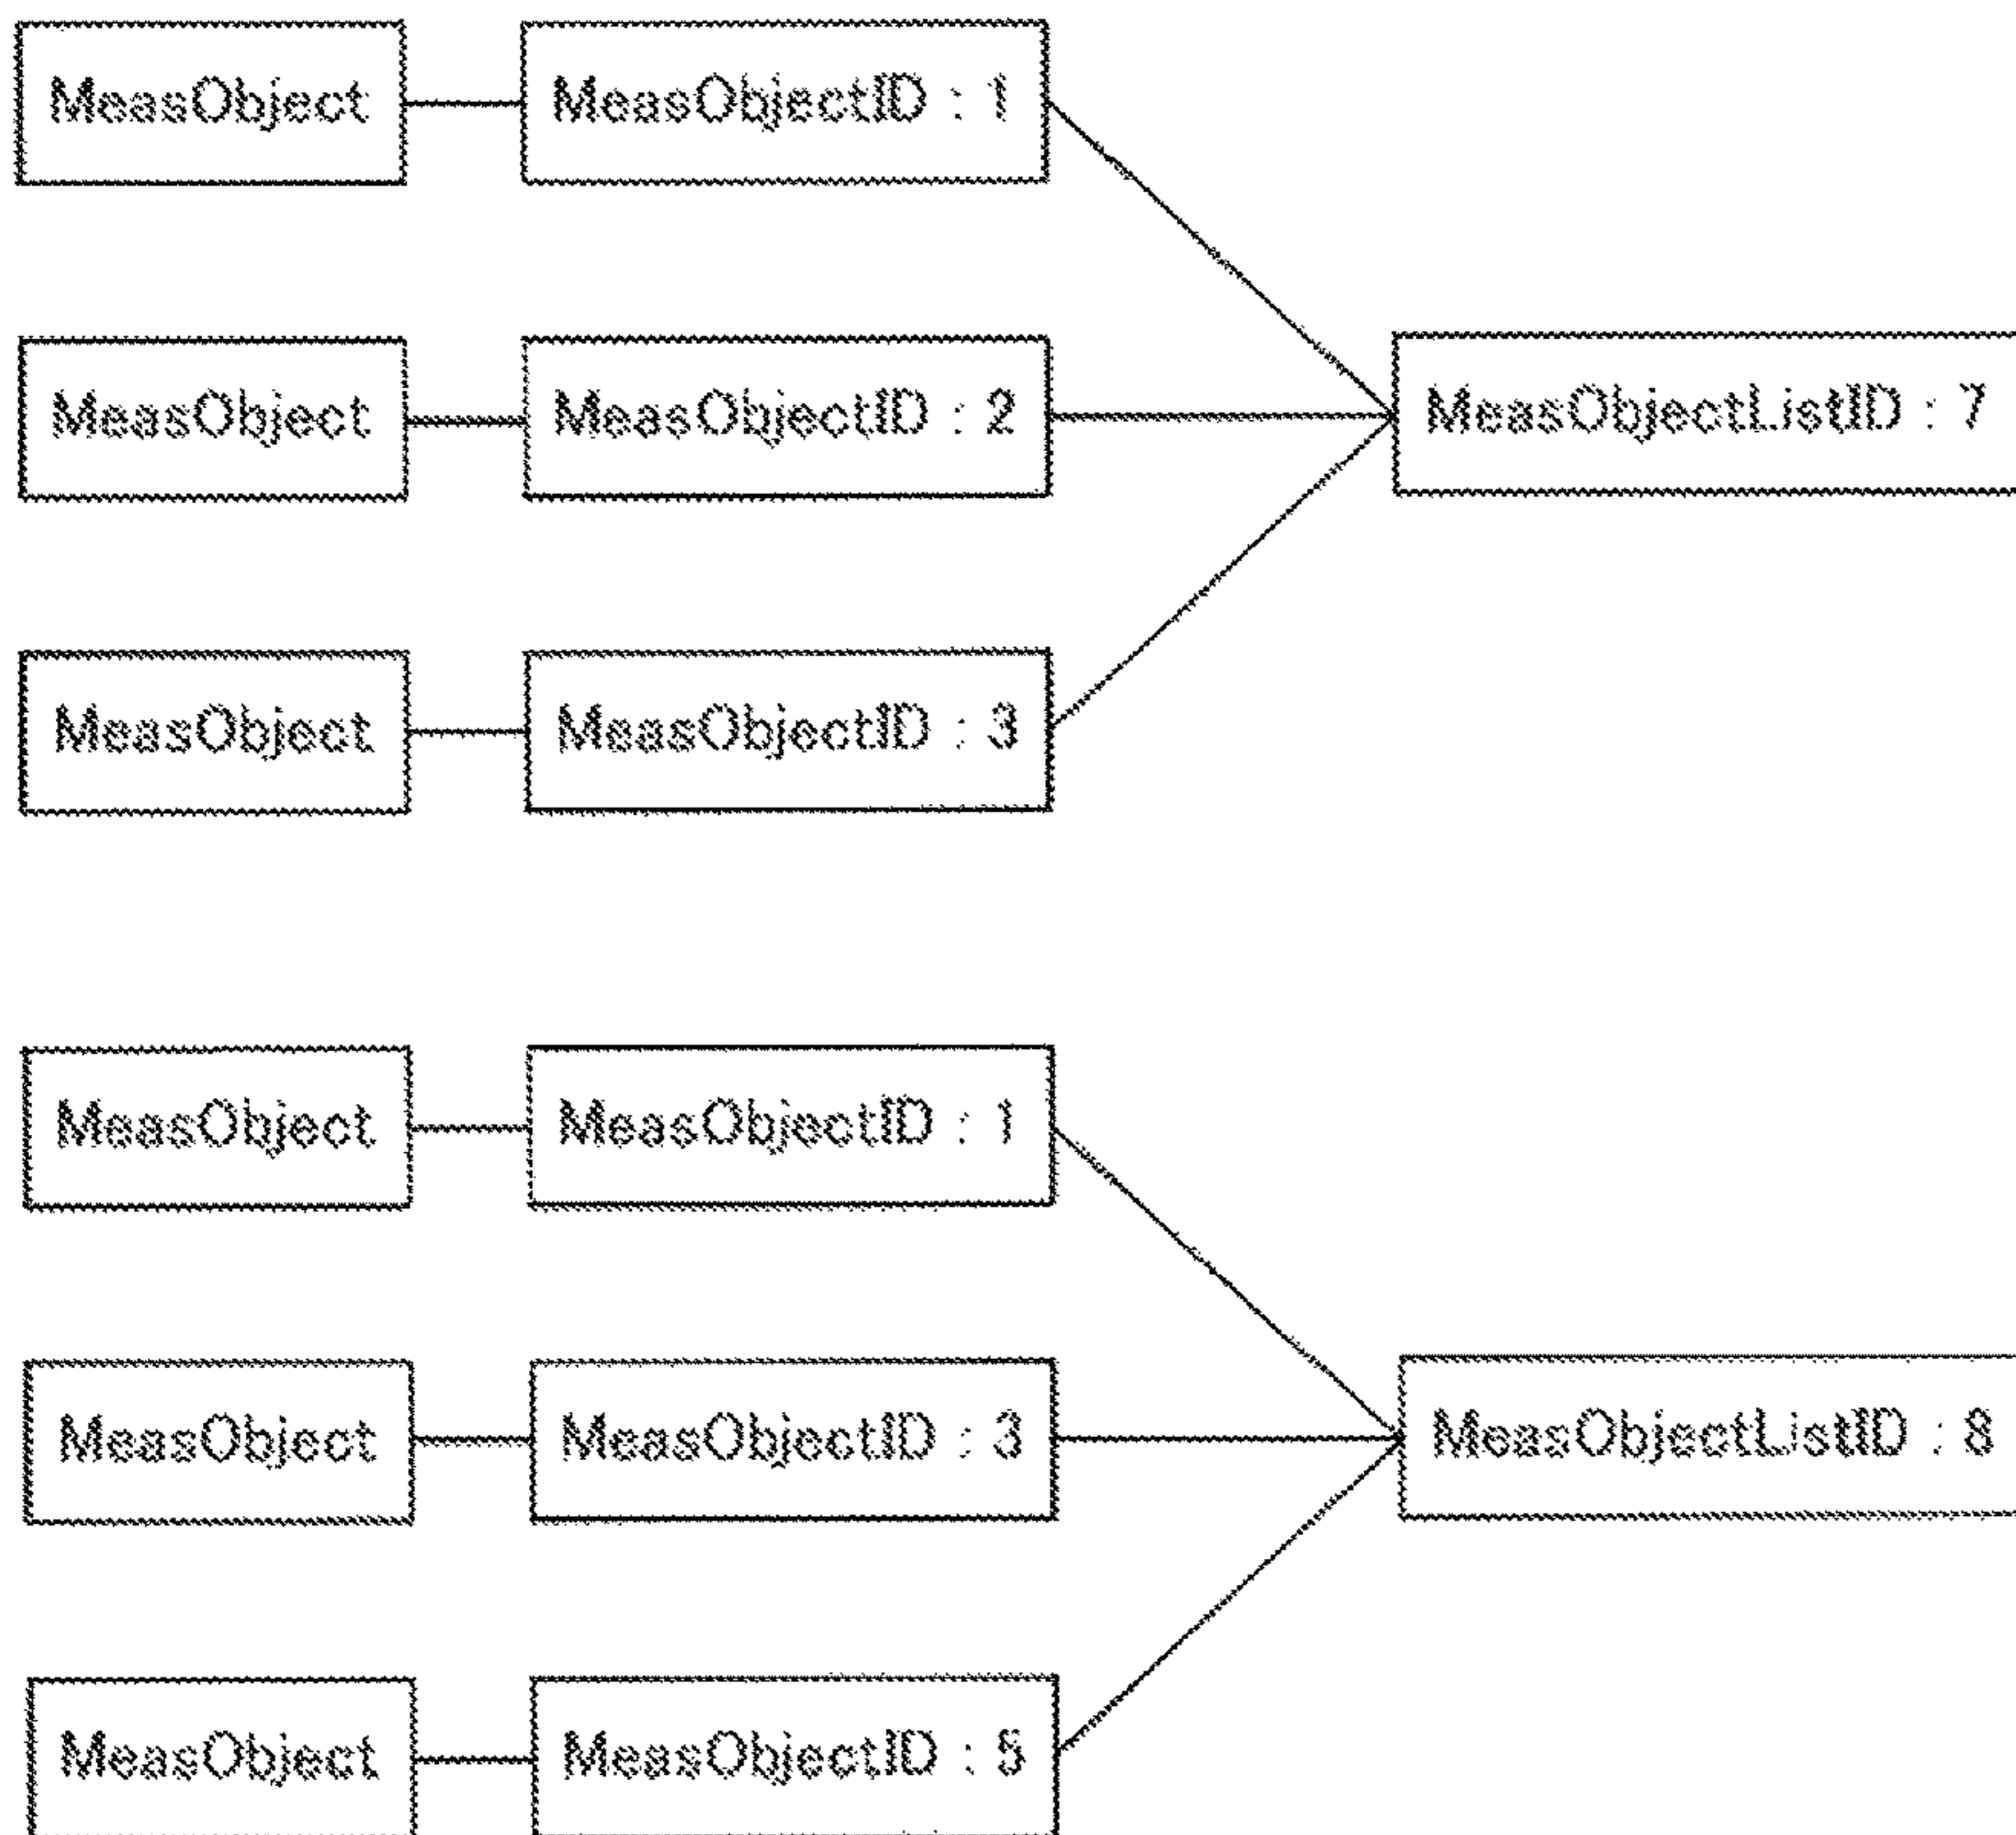 MeasObject
MeasObjectID : 1
MeasObject
MeasObjectID : 2
MeasObjectListID : 7
MeasObject
MeasObjectID : 3
MeasObject
MeasObjectID : 1
MeasObject
MeasObjectID : 3
MeasObjectListID : 8
MeasObject
MeasObjectID : 5